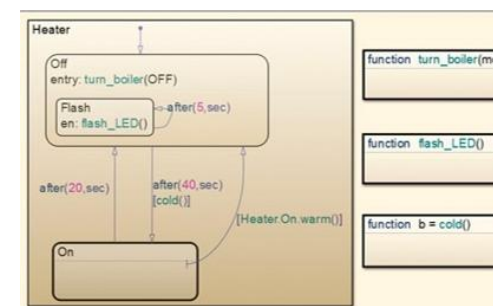 Heater
Off
entry: turn_boiler(OFF)
Flash
en: flash_LED()
after(5,sec)
after(20,sec)
after(40,sec)
[cold()]
[Heater.On.warm()]
On
function turn_boiler(m
function flash_LED()
function b = cold()